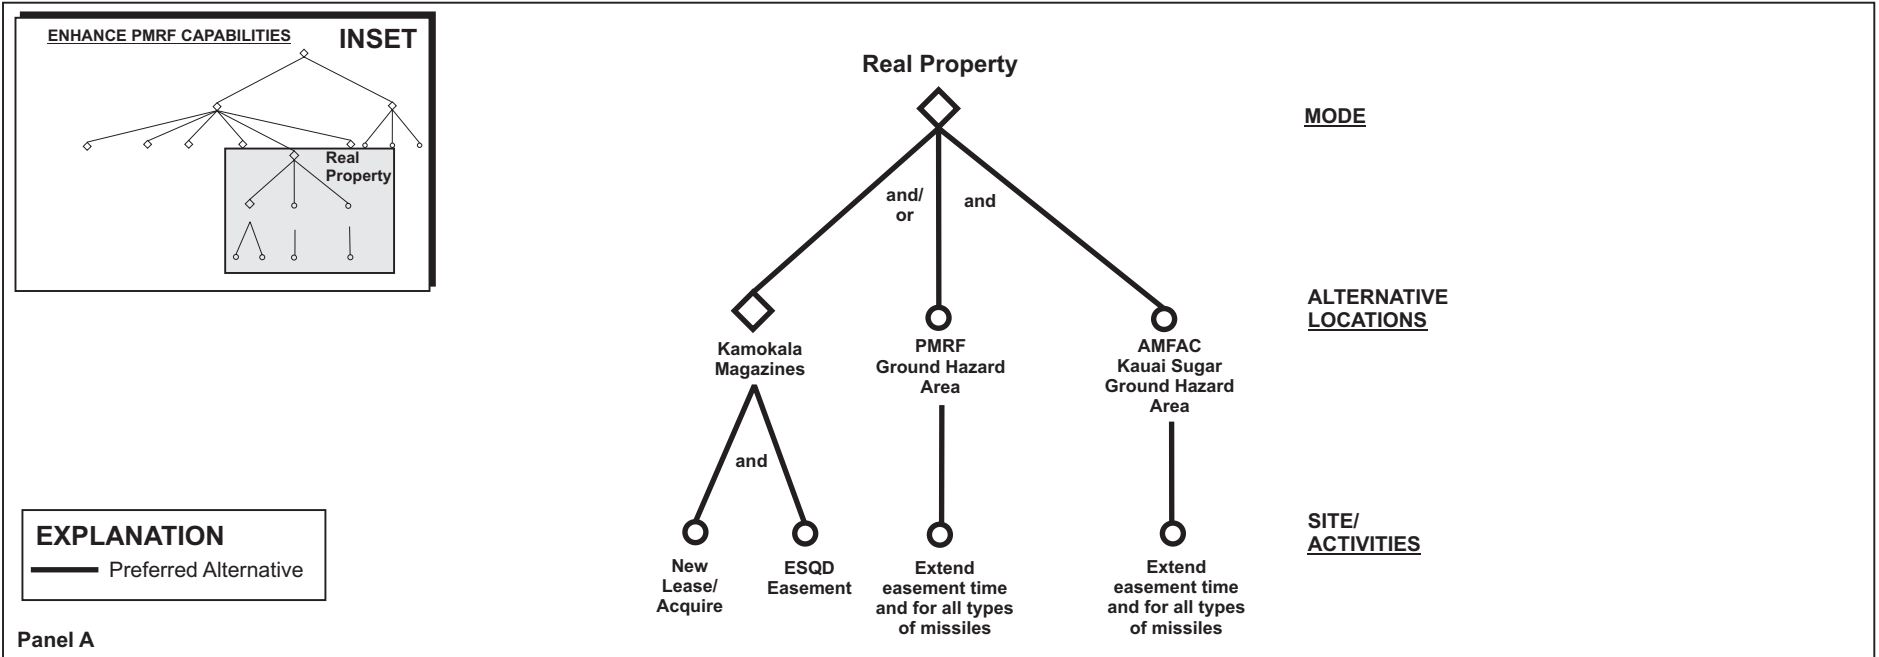 ENHANCE PMRF CAPABILITIES
INSET
Real
Property
Real Property
MODE
and/
or
and
ALTERNATIVE
LOCATIONS
Kamokala
Magazines
PMRF
Ground Hazard
Area
AMFAC
Kauai Sugar
Ground Hazard
Area
and
SITE/
ACTIVITIES
New
Lease/
Acquire
ESQD
Easement
Extend
easement time
and for all types
of missiles
Extend
easement time
and for all types
of missiles
EXPLANATION
Preferred Alternative
Panel A